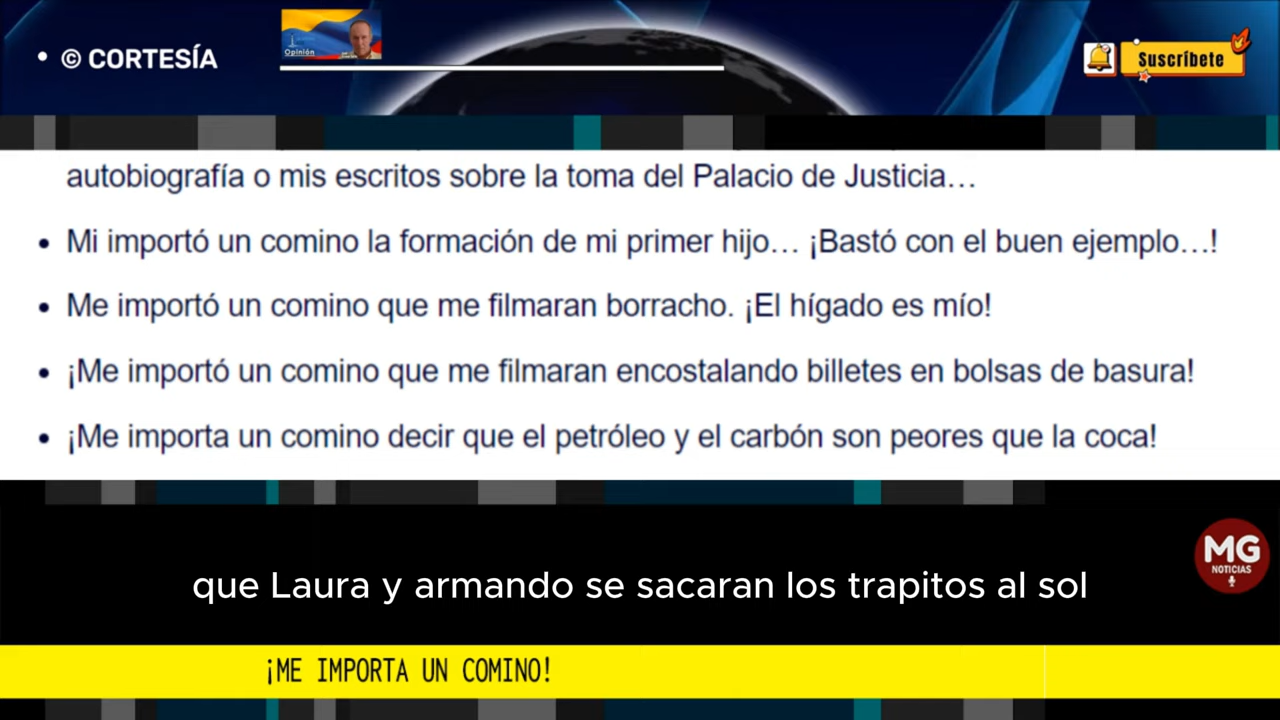 • © CORTESÍA
Opinión
Suscríbete
autobiografía o mis escritos sobre la toma del Palacio de Justicia…
• Mi importó un comino la formación de mi primer hijo… ¡Bastó con el buen ejemplo…!
• Me importó un comino que me filmaran borracho. ¡El hígado es mío!
• ¡Me importó un comino que me filmaran encostalando billetes en bolsas de basura!
• ¡Me importa un comino decir que el petróleo y el carbón son peores que la coca!
MG
NOTICIAS
que Laura y armando se sacaran los trapitos al sol
¡ME IMPORTA UN COMINO!